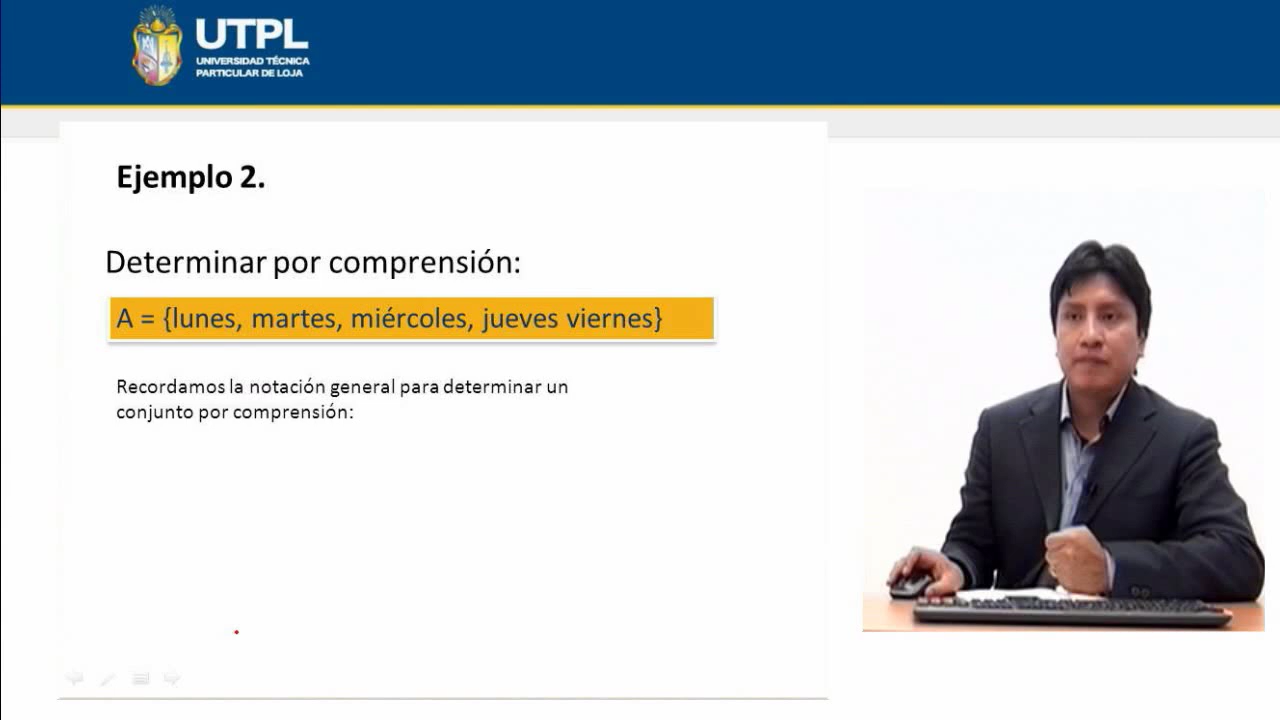 UTPL
UNIVERSIDAD TÉCNICA
PARTICULAR DE LOJA
Ejemplo 2.
Determinar por comprensión:
A = {lunes, martes, miércoles, jueves viernes}
Recordamos la notación general para determinar un
conjunto por comprensión: